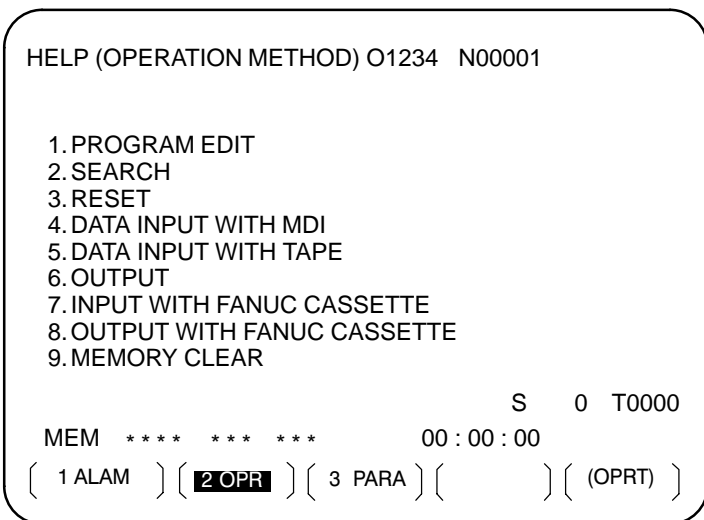 HELP (OPERATION METHOD) O1234 N00001
1. PROGRAM EDIT
2. SEARCH
3. RESET
4. DATA INPUT WITH MDI
5. DATA INPUT WITH TAPE
6. OUTPUT
7. INPUT WITH FANUC CASSETTE
8. OUTPUT WITH FANUC CASSETTE
9. MEMORY CLEAR
S 0 T0000
MEM **** *** *** 00 : 00 : 00
[ 1 ALAM ] [ 2 OPR ] [ 3 PARA ] [ ] [ (OPRT) ]